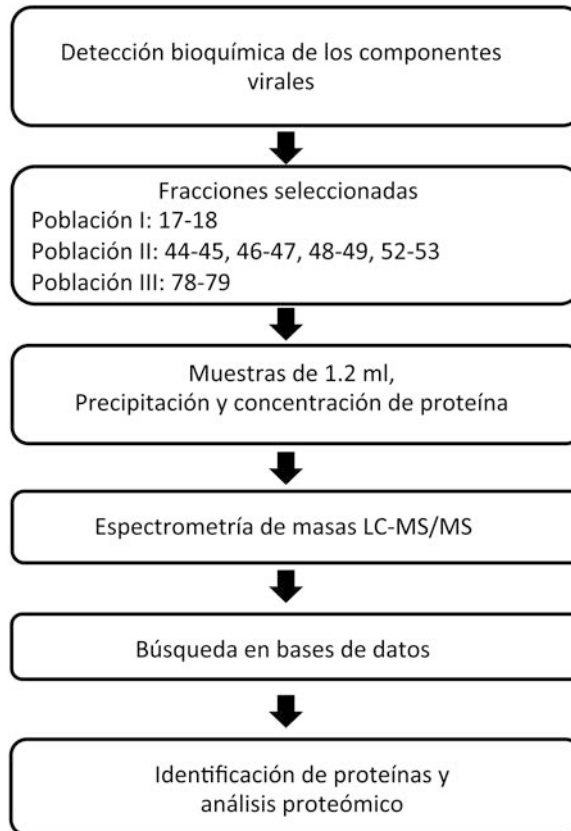 Detección bioquímica de los componentes
virales
Fracciones seleccionadas
Población I: 17-18
Población II: 44-45, 46-47, 48-49, 52-53
Población III: 78-79
Muestras de 1.2 ml,
Precipitación y concentración de proteína
Espectrometría de masas LC-MS/MS
Búsqueda en bases de datos
Identificación de proteínas y
análisis proteómico